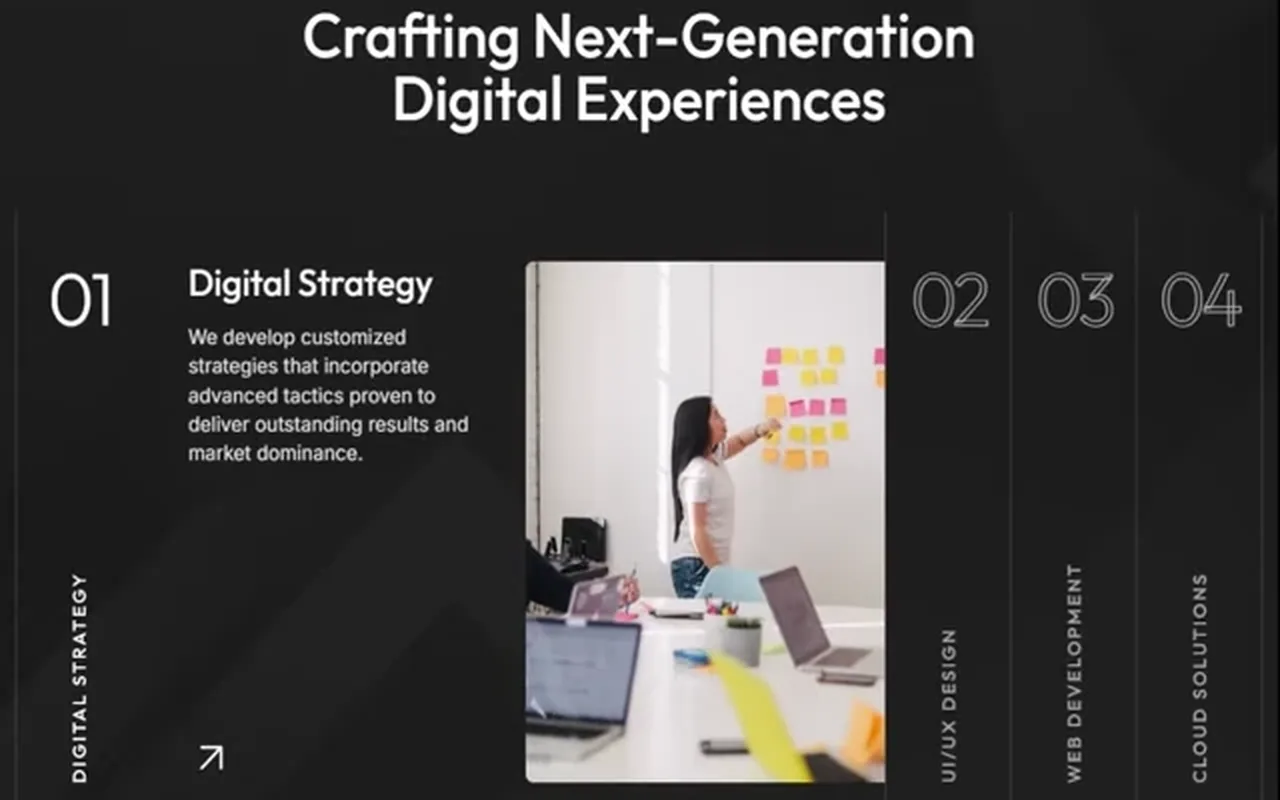 Crafting Next-Generation
Digital Experiences
01
Digital Strategy
We develop customized
strategies that incorporate
advanced tactics proven to
deliver outstanding results and
market dominance.
DIGITAL STRATEGY
02
UI/UX DESIGN
03
WEB DEVELOPMENT
04
CLOUD SOLUTIONS